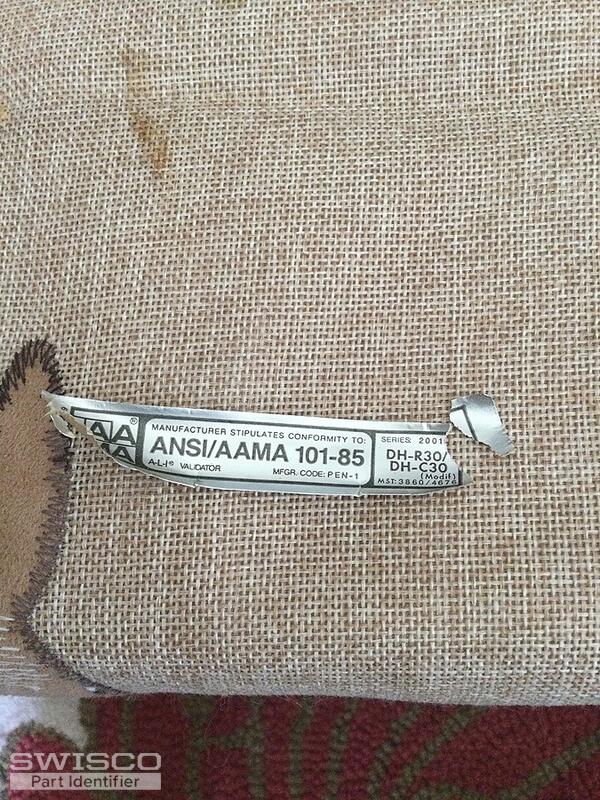 AAMA®
MANUFACTURER STIPULATES CONFORMITY TO:
ANSI/AAMA 101-85
A-L-I® VALIDATOR
MFGR. CODE: PEN-1
SERIES: 2001
DH-R30/
DH-C30
(Modif)
MST: 3860/4676
SWISCO
Part Identifier